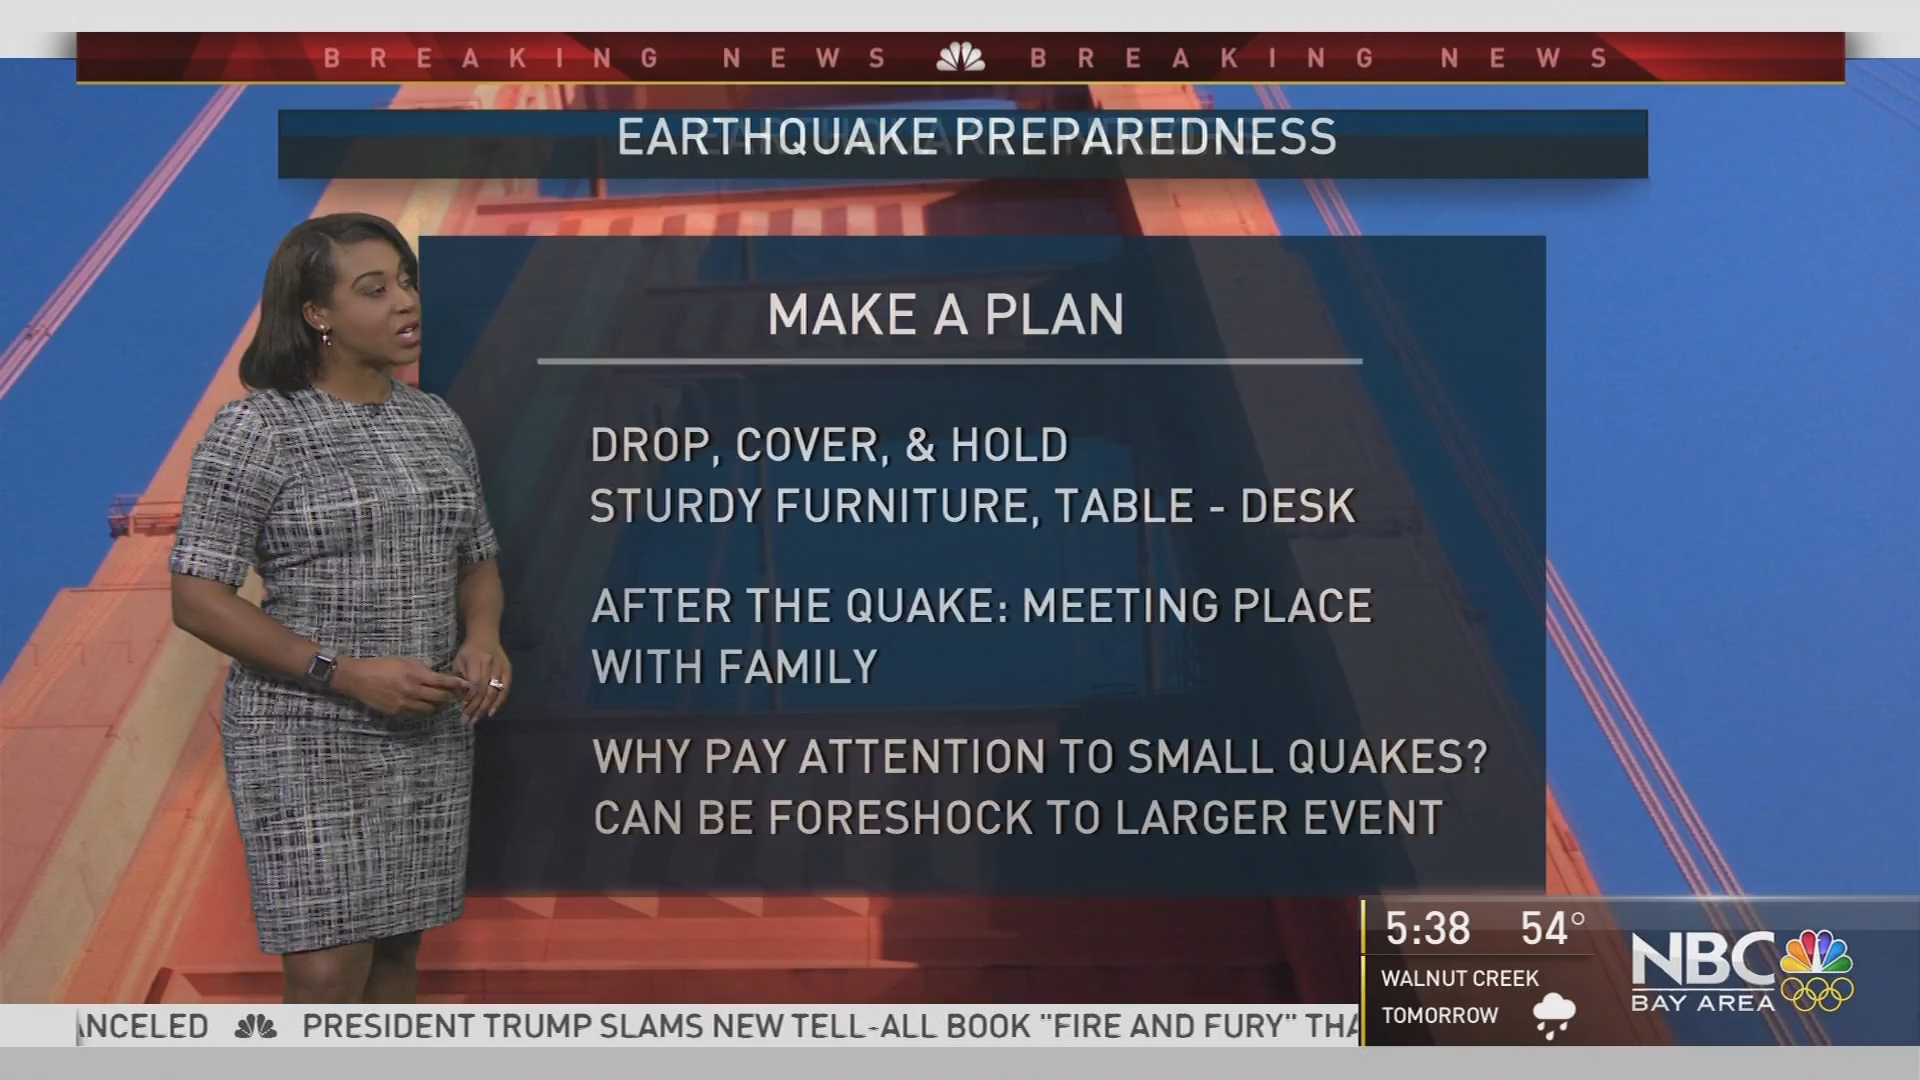 BREAKING NEWS BREAKING NEWS
EARTHQUAKE PREPAREDNESS
MAKE A PLAN
DROP, COVER, & HOLD
STURDY FURNITURE, TABLE - DESK
AFTER THE QUAKE: MEETING PLACE
WITH FAMILY
WHY PAY ATTENTION TO SMALL QUAKES?
CAN BE FORESHOCK TO LARGER EVENT
5:38 54°
WALNUT CREEK
TOMORROW
NBC
BAY AREA
ANCELED PRESIDENT TRUMP SLAMS NEW TELL-ALL BOOK "FIRE AND FURY" THA